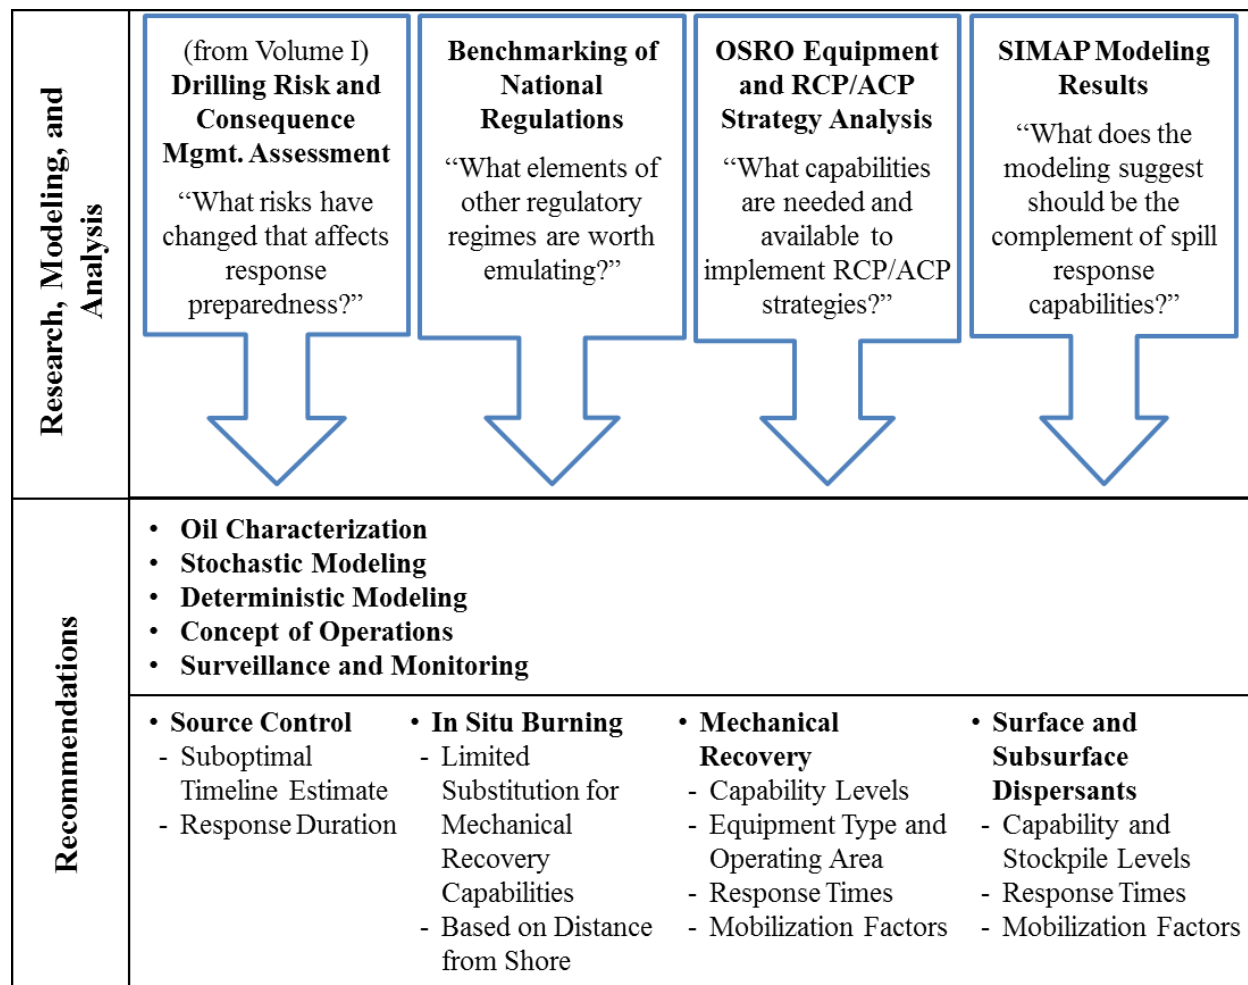 Research, Modeling, and
Analysis
(from Volume I)
Drilling Risk and
Consequence
Mgmt. Assessment
“What risks have
changed that affects
response
preparedness?”
Benchmarking of
National
Regulations
“What elements of
other regulatory
regimes are worth
emulating?”
OSRO Equipment
and RCP/ACP
Strategy Analysis
“What capabilities
are needed and
available to
implement RCP/ACP
strategies?”
SIMAP Modeling
Results
“What does the
modeling suggest
should be the
complement of spill
response
capabilities?”
Recommendations
• Oil Characterization
• Stochastic Modeling
• Deterministic Modeling
• Concept of Operations
• Surveillance and Monitoring
• Source Control
- Suboptimal
Timeline Estimate
- Response Duration
• In Situ Burning
- Limited
Substitution for
Mechanical
Recovery
Capabilities
- Based on Distance
from Shore
• Mechanical
Recovery
- Capability Levels
- Equipment Type and
Operating Area
- Response Times
- Mobilization Factors
• Surface and
Subsurface
Dispersants
- Capability and
Stockpile Levels
- Response Times
- Mobilization Factors